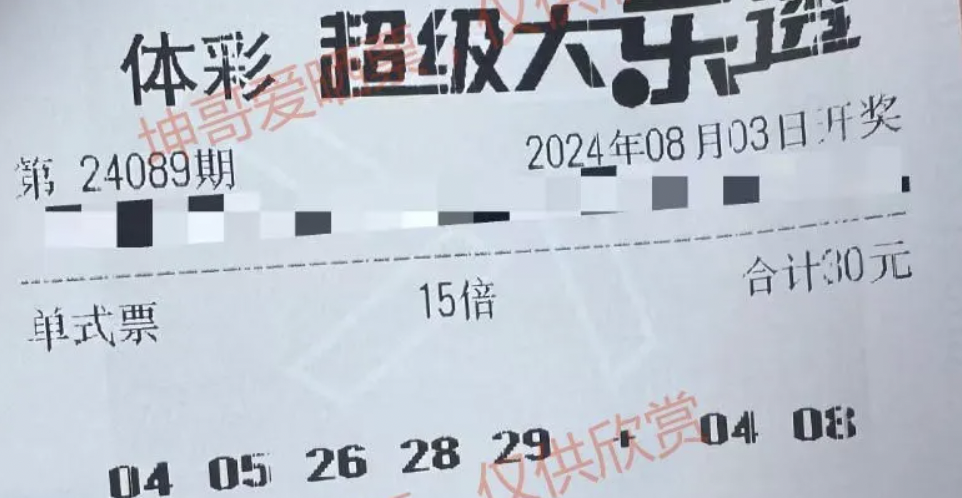 体彩 超级大乐透
坤哥爱晒票，仅供欣赏
第 24089期 2024年08月03日开奖
单式票 15倍 合计30元
04 05 26 28 29 + 04 08
仅供欣赏